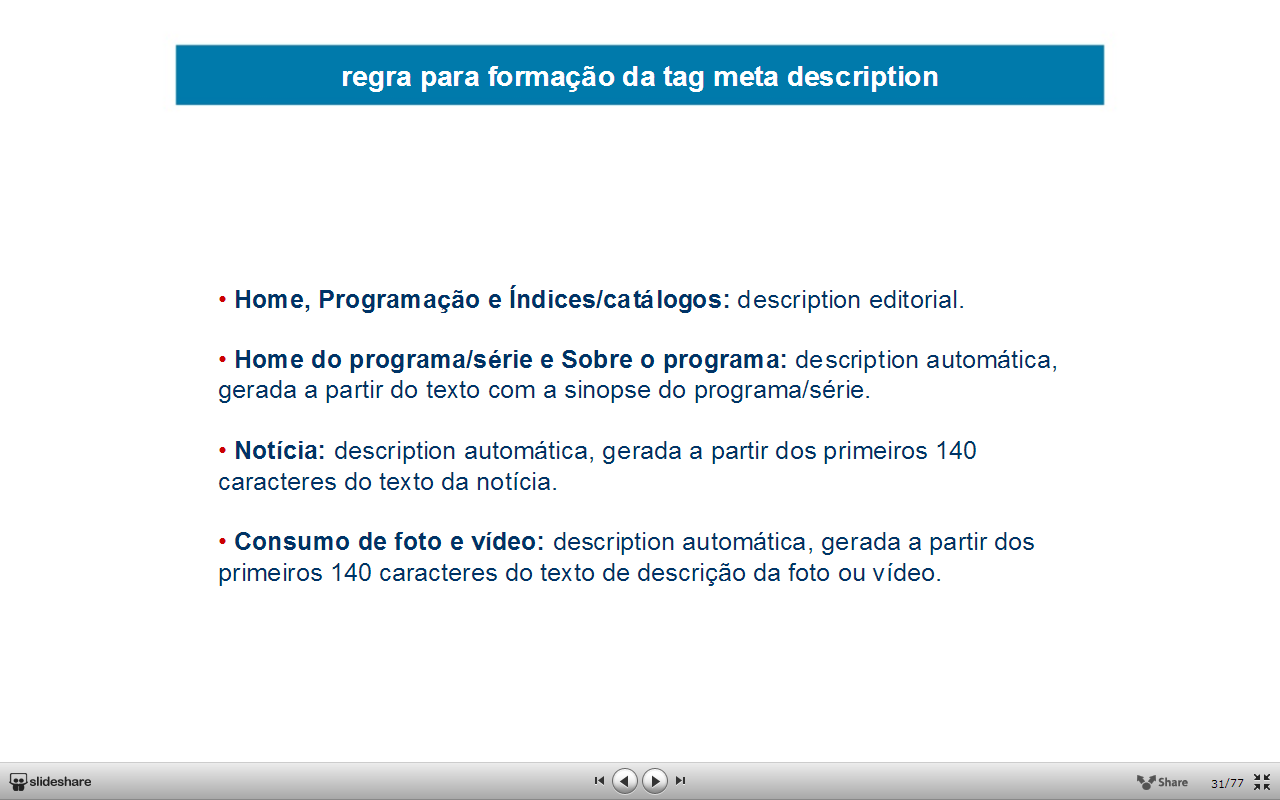 regra para formação da tag meta description
• Home, Programação e Índices/catálogos: description editorial.
• Home do programa/série e Sobre o programa: description automática,
gerada a partir do texto com a sinopse do programa/série.
• Notícia: description automática, gerada a partir dos primeiros 140
caracteres do texto da notícia.
• Consumo de foto e vídeo: description automática, gerada a partir dos
primeiros 140 caracteres do texto de descrição da foto ou vídeo.
slideshare
Share
31/77